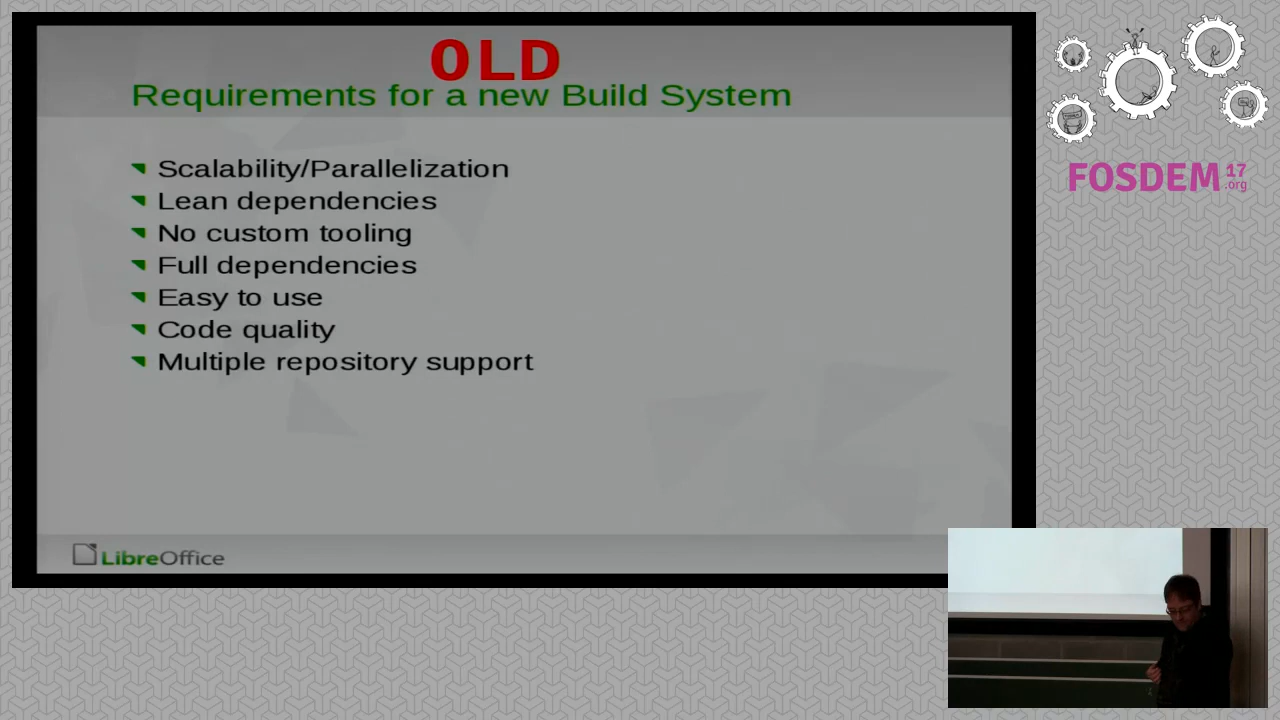 OLD
Requirements for a new Build System
Scalability/Parallelization
Lean dependencies
No custom tooling
Full dependencies
Easy to use
Code quality
Multiple repository support
LibreOffice
FOSDEM 17
.org